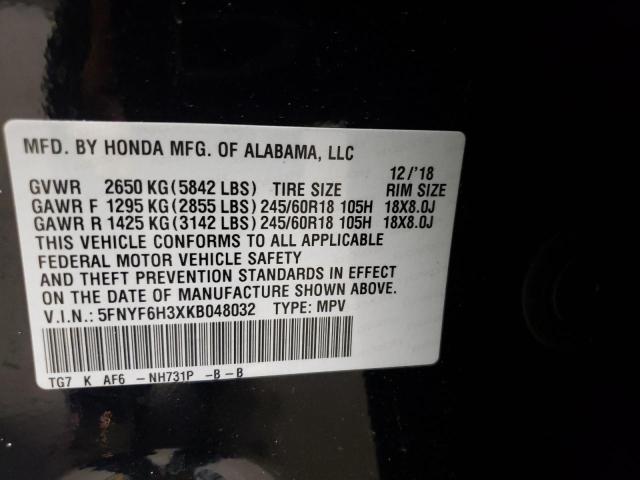 MFD. BY HONDA MFG. OF ALABAMA, LLC
12/'18
GVWR 2650 KG(5842 LBS) TIRE SIZE RIM SIZE
GAWR F 1295 KG(2855 LBS)245/60R18 105H 18X8.0J
GAWR R 1425 KG(3142 LBS)245/60R18 105H 18X8.0J
THIS VEHICLE CONFORMS TO ALL APPLICABLE
FEDERAL MOTOR VEHICLE SAFETY
AND THEFT PREVENTION STANDARDS IN EFFECT
ON THE DATE OF MANUFACTURE SHOWN ABOVE.
V.I.N.: 5FNYF6H3XKB048032 TYPE: MPV
TG7 K AF6 - NH731P -B - B